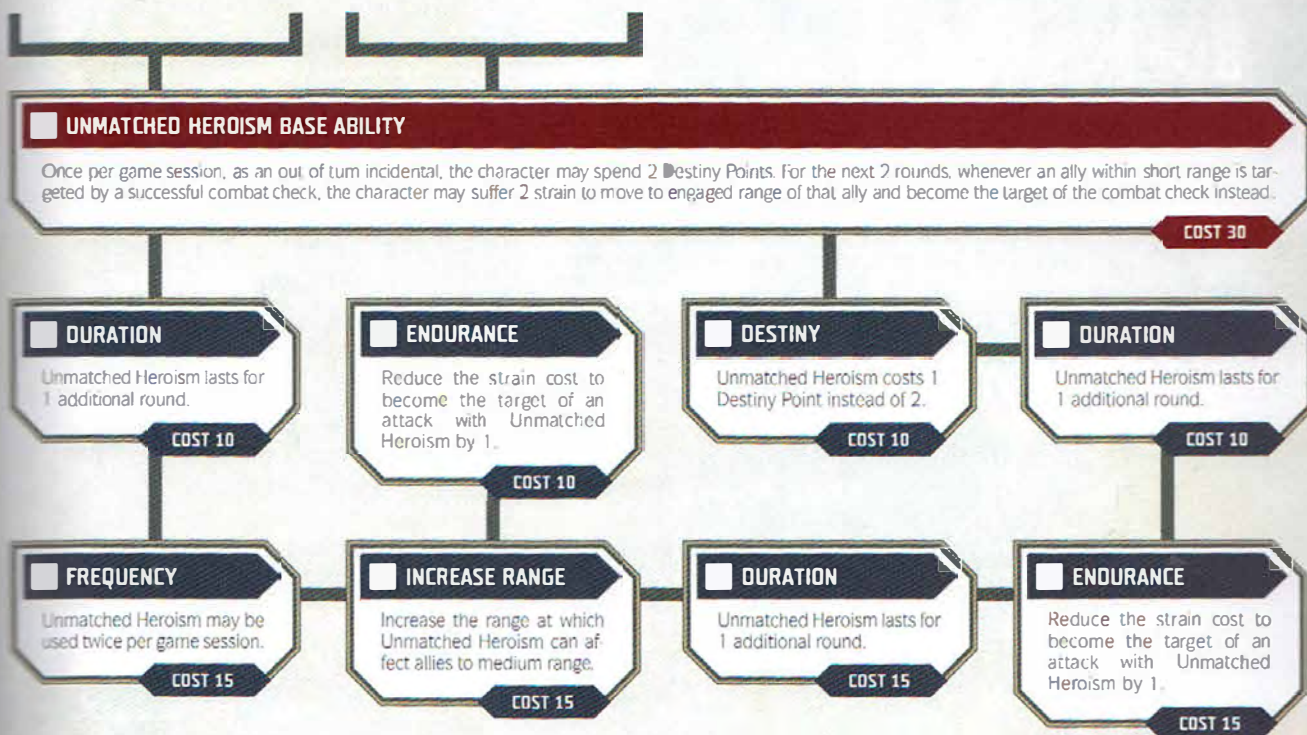 UNMATCHED HEROISM BASE ABILITY
Once per game session, as an out of turn incidental, the character may spend 2 Destiny Points. For the next 2 rounds, whenever an ally within short range is tar-
geted by a successful combat check, the character may suffer 2 strain to move to engaged range of that ally and become the target of the combat check instead.
COST 30
DURATION
Unmatched Heroism lasts for
1 additional round.
COST 10
ENDURANCE
Reduce the strain cost to
become the target of an
attack with Unmatched
Heroism by 1.
COST 10
DESTINY
Unmatched Heroism costs 1
Destiny Point instead of 2.
COST 10
DURATION
Unmatched Heroism lasts for
1 additional round.
COST 10
FREQUENCY
Unmatched Heroism may be
used twice per game session.
COST 15
INCREASE RANGE
Increase the range at which
Unmatched Heroism can af-
fect allies to medium range.
COST 15
DURATION
Unmatched Heroism lasts for
1 additional round.
COST 15
ENDURANCE
Reduce the strain cost to
become the target of an
attack with Unmatched
Heroism by 1.
COST 15